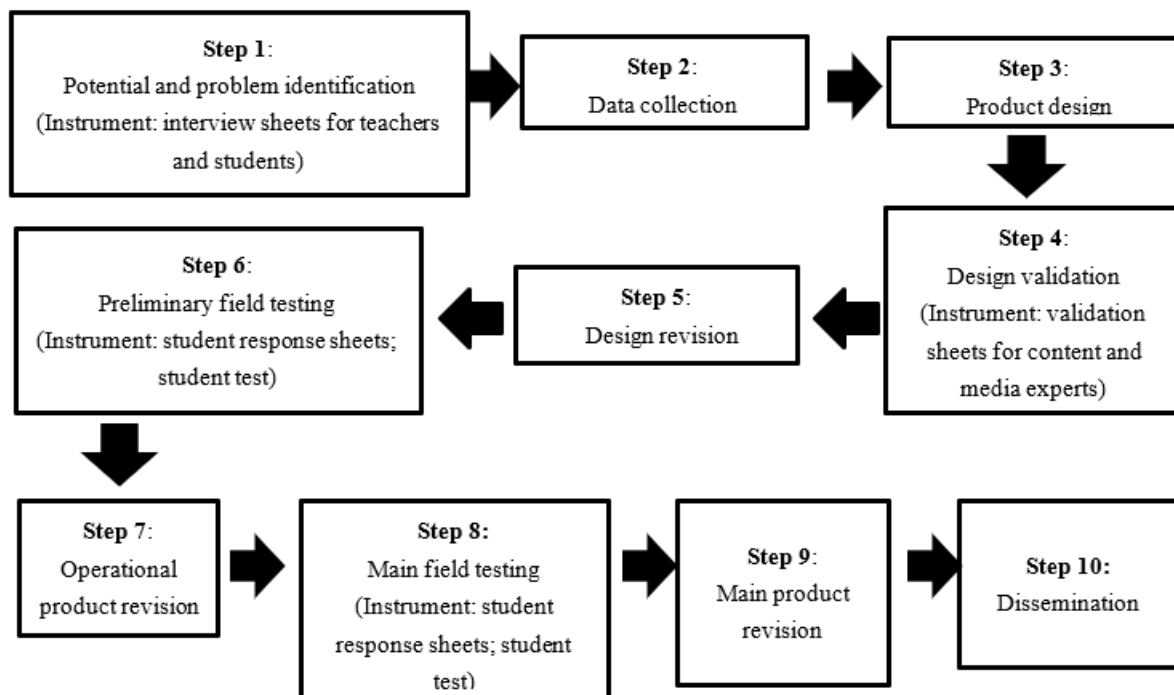 Step 1:
Potential and problem identification
(Instrument: interview sheets for teachers
and students)
Step 2:
Data collection
Step 3:
Product design
Step 4:
Design validation
(Instrument: validation
sheets for content and
media experts)
Step 5:
Design revision
Step 6:
Preliminary field testing
(Instrument: student response sheets;
student test)
Step 7:
Operational
product revision
Step 8:
Main field testing
(Instrument: student
response sheets; student
test)
Step 9:
Main product
revision
Step 10:
Dissemination